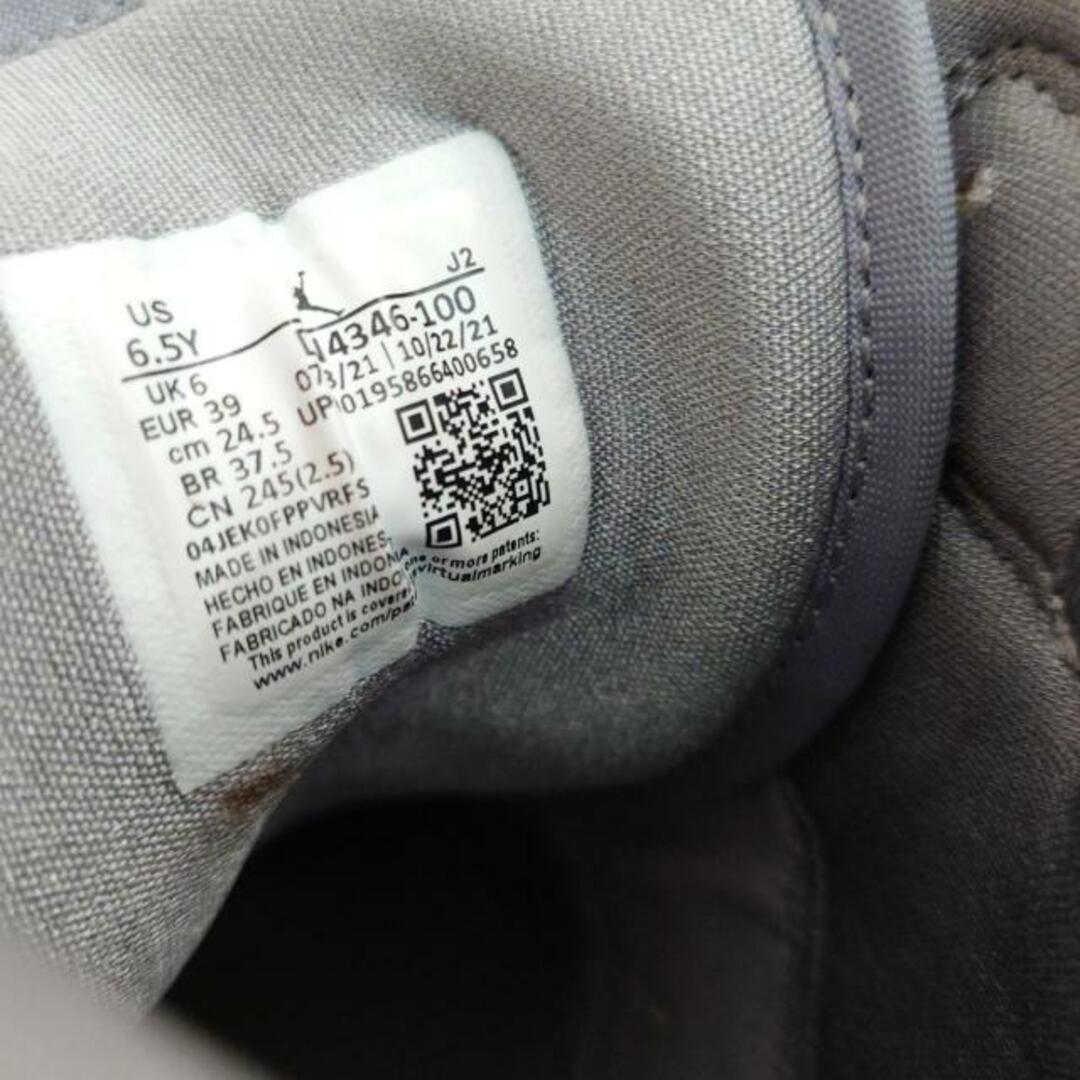 US
6.5Y
J2
UK 6
EUR 39
cm 24.5
BR 37.5
CN 245(2.5)
4346-100
/21 | 10/22/21
0195866400658
04JEK0FPPVRFS
MADE IN INDONESIA
HECHO EN INDONES
FABRIQUE EN INDON
FABRICADO NA INDO
This product is covere
one or more patents:
www.nike.com/pa
virtualmarking